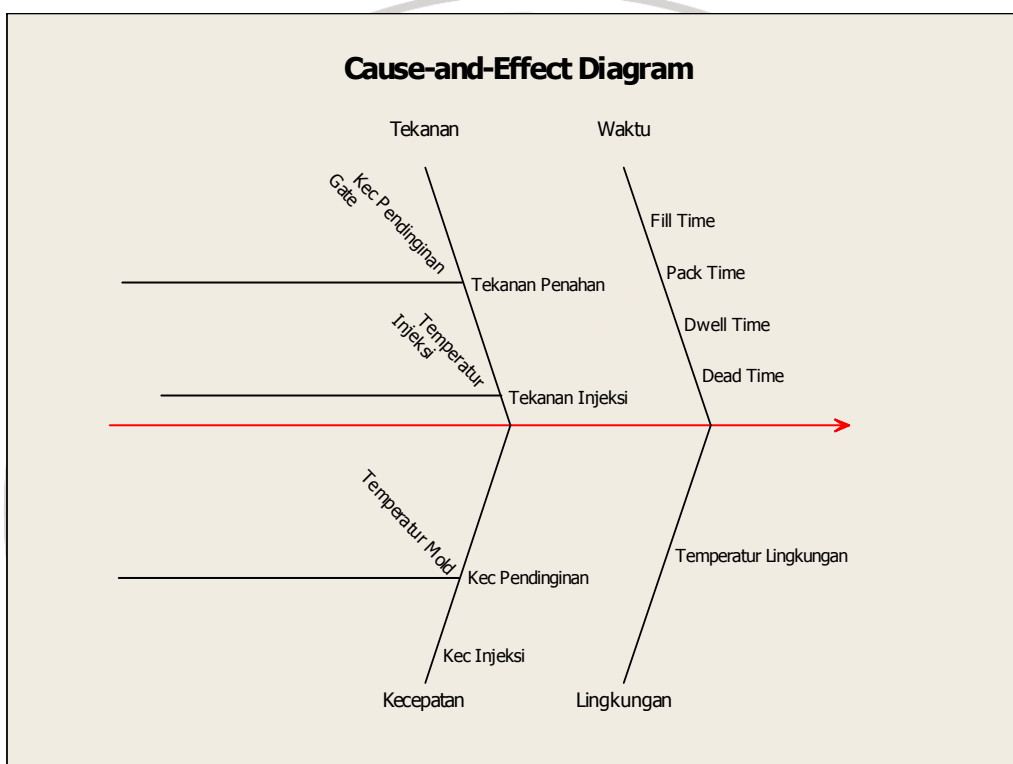 Cause-and-Effect Diagram
Tekanan
Waktu
Kec Pendinginan
Gate
Fill Time
Pack Time
Tekanan Penahan
Temperatur
Injeksi
Dwell Time
Dead Time
Tekanan Injeksi
Temperatur Mold
Temperatur Lingkungan
Kec Pendinginan
Kec Injeksi
Kecepatan
Lingkungan